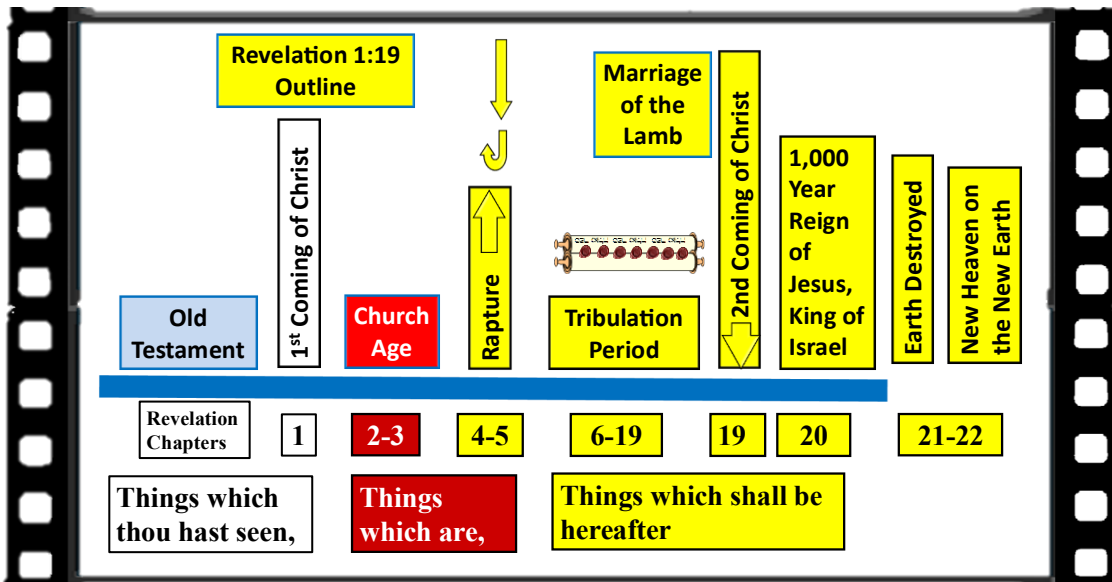 Revelation 1:19
Outline
Marriage
of the
Lamb
Old
Testament
1st Coming of Christ
Church
Age
Rapture
Tribulation
Period
2nd Coming of Christ
1,000
Year
Reign
of
Jesus,
King of
Israel
Earth Destroyed
New Heaven on
the New Earth
Revelation
Chapters
1
2-3
4-5
6-19
19
20
21-22
Things which
thou hast seen,
Things
which are,
Things which shall be
hereafter